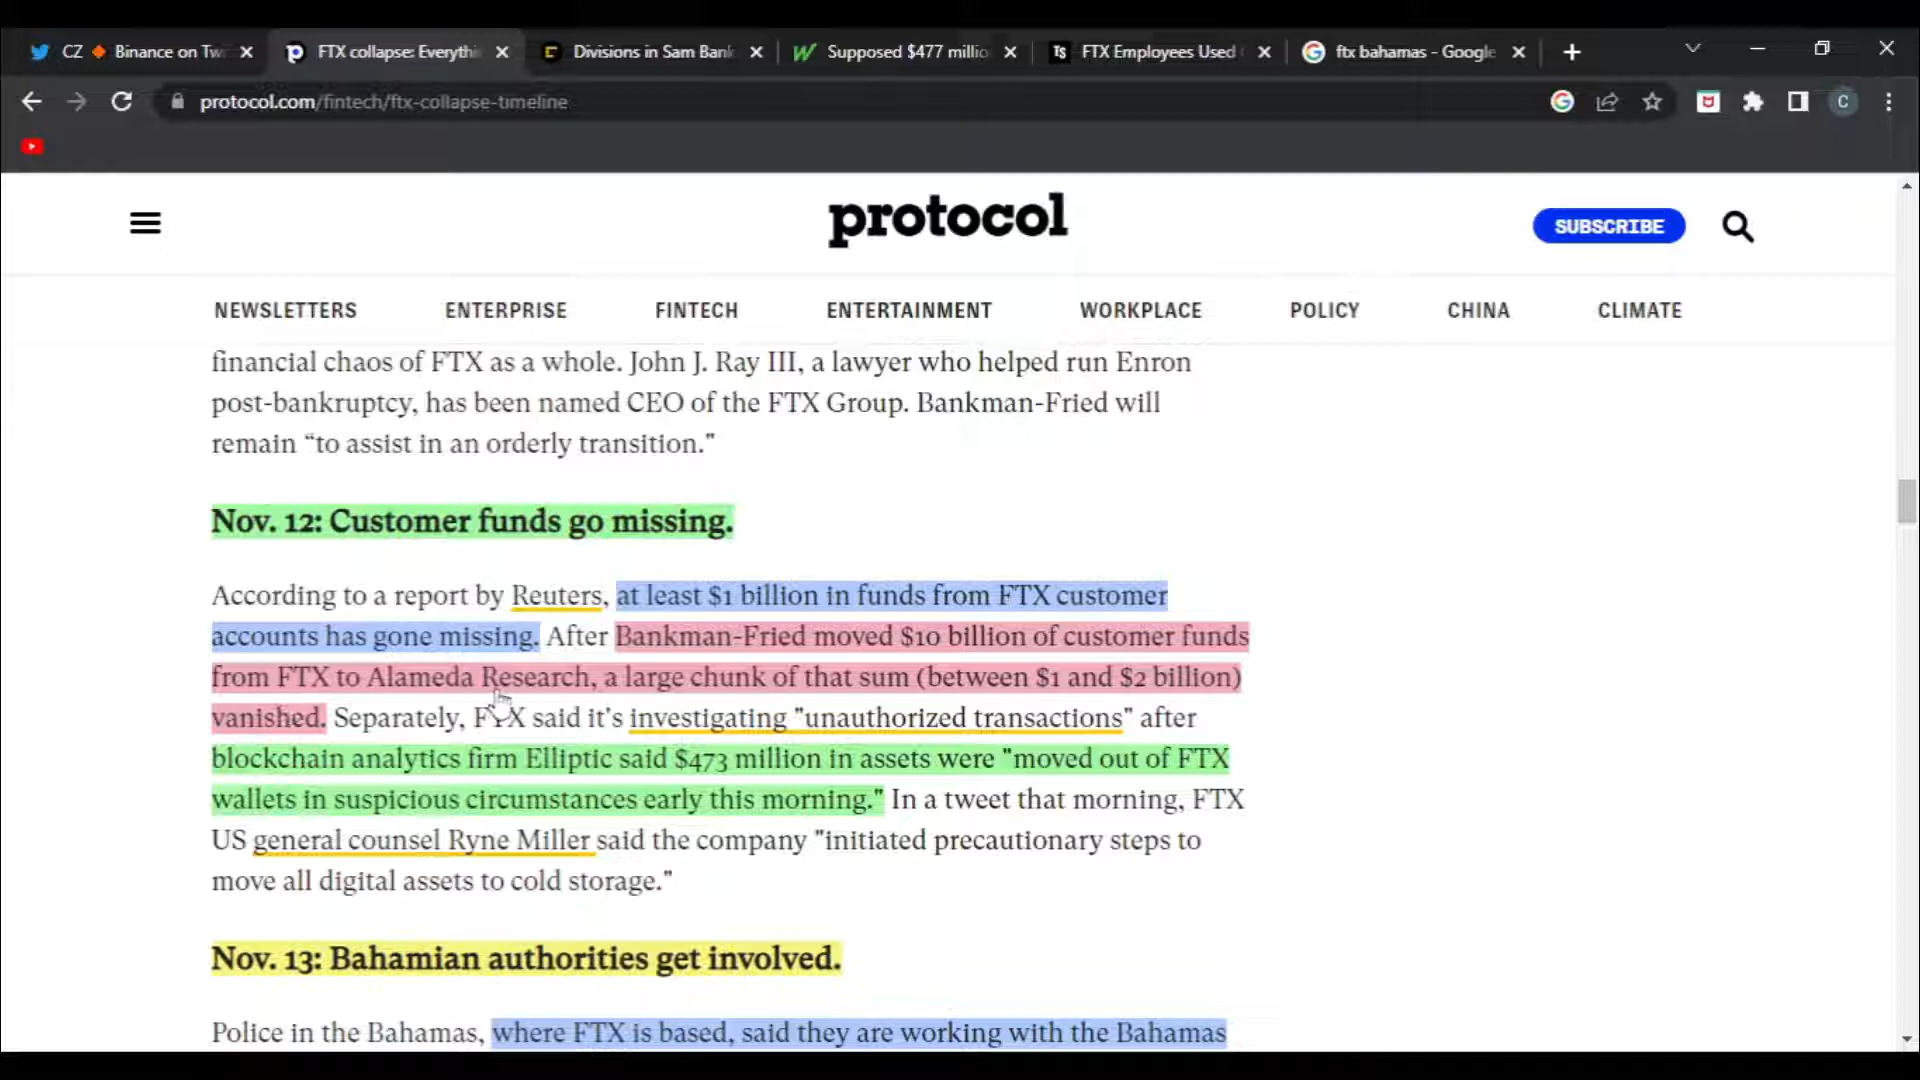 CZ 🔶 Binance on Tw
FTX collapse: Everythi
Divisions in Sam Bank
Supposed $477 millio
FTX Employees Used
ftx bahamas - Google
protocol.com/fintech/ftx-collapse-timeline
C
protocol
SUBSCRIBE
NEWSLETTERS ENTERPRISE FINTECH ENTERTAINMENT WORKPLACE POLICY CHINA CLIMATE
financial chaos of FTX as a whole. John J. Ray III, a lawyer who helped run Enron
post-bankruptcy, has been named CEO of the FTX Group. Bankman-Fried will
remain “to assist in an orderly transition."
Nov. 12: Customer funds go missing.
According to a report by Reuters, at least $1 billion in funds from FTX customer
accounts has gone missing. After Bankman-Fried moved $10 billion of customer funds
from FTX to Alameda Research, a large chunk of that sum (between $1 and $2 billion)
vanished. Separately, FTX said it's investigating "unauthorized transactions" after
blockchain analytics firm Elliptic said $473 million in assets were "moved out of FTX
wallets in suspicious circumstances early this morning." In a tweet that morning, FTX
US general counsel Ryne Miller said the company "initiated precautionary steps to
move all digital assets to cold storage."
Nov. 13: Bahamian authorities get involved.
Police in the Bahamas, where FTX is based, said they are working with the Bahamas